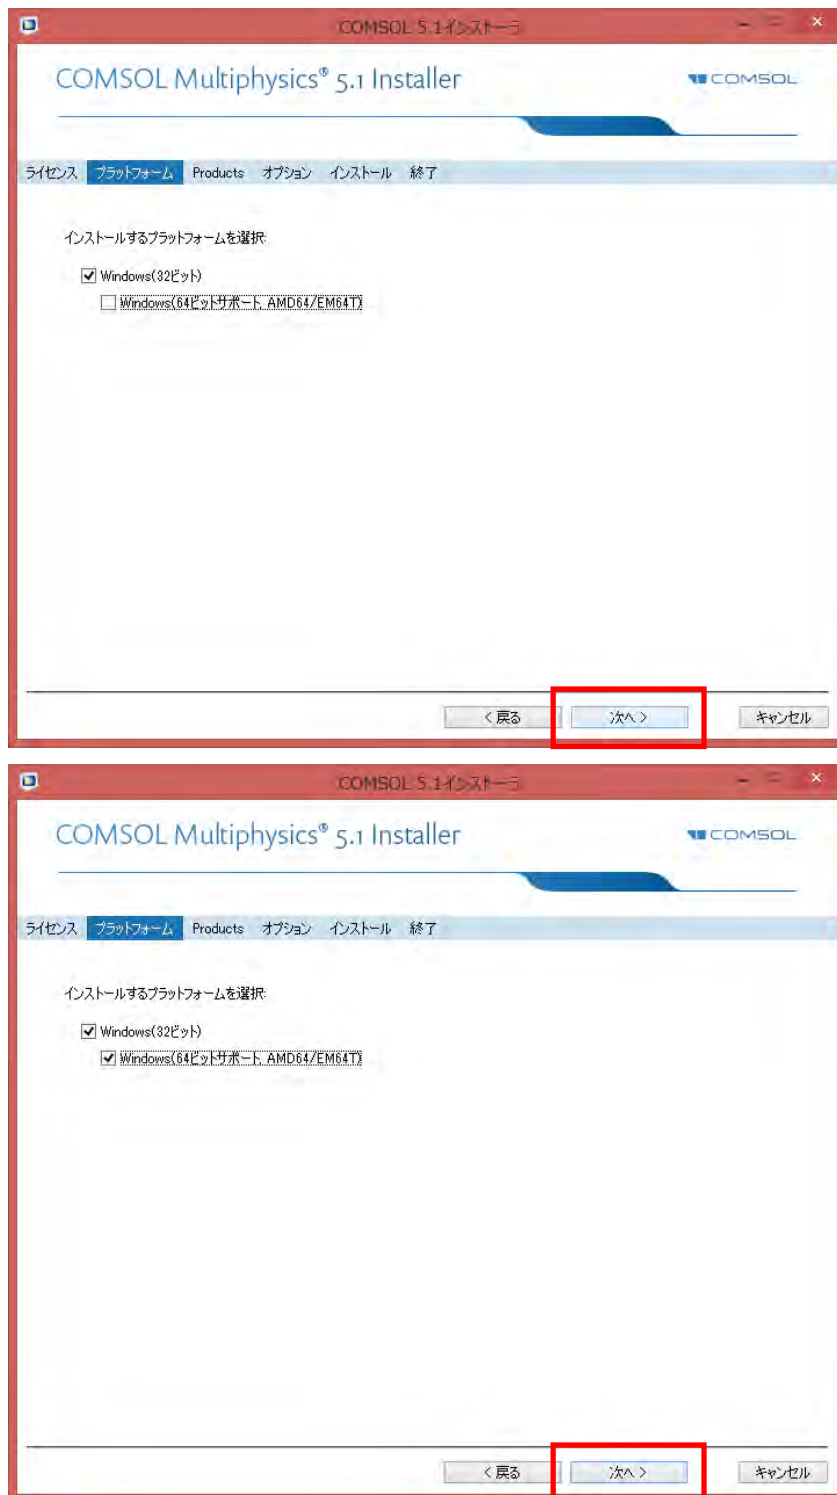 COMSOL 5.1インストーラ
COMSOL Multiphysics® 5.1 Installer
COMSOL
ライセンス プラットフォーム Products オプション インストール 終了
インストールするプラットフォームを選択:
Windows(32ビット)
Windows(64ビットサポート, AMD64/EM64T)
< 戻る 次へ > キャンセル
COMSOL 5.1インストーラ
COMSOL Multiphysics® 5.1 Installer
COMSOL
ライセンス プラットフォーム Products オプション インストール 終了
インストールするプラットフォームを選択:
Windows(32ビット)
Windows(64ビットサポート, AMD64/EM64T)
< 戻る 次へ > キャンセル